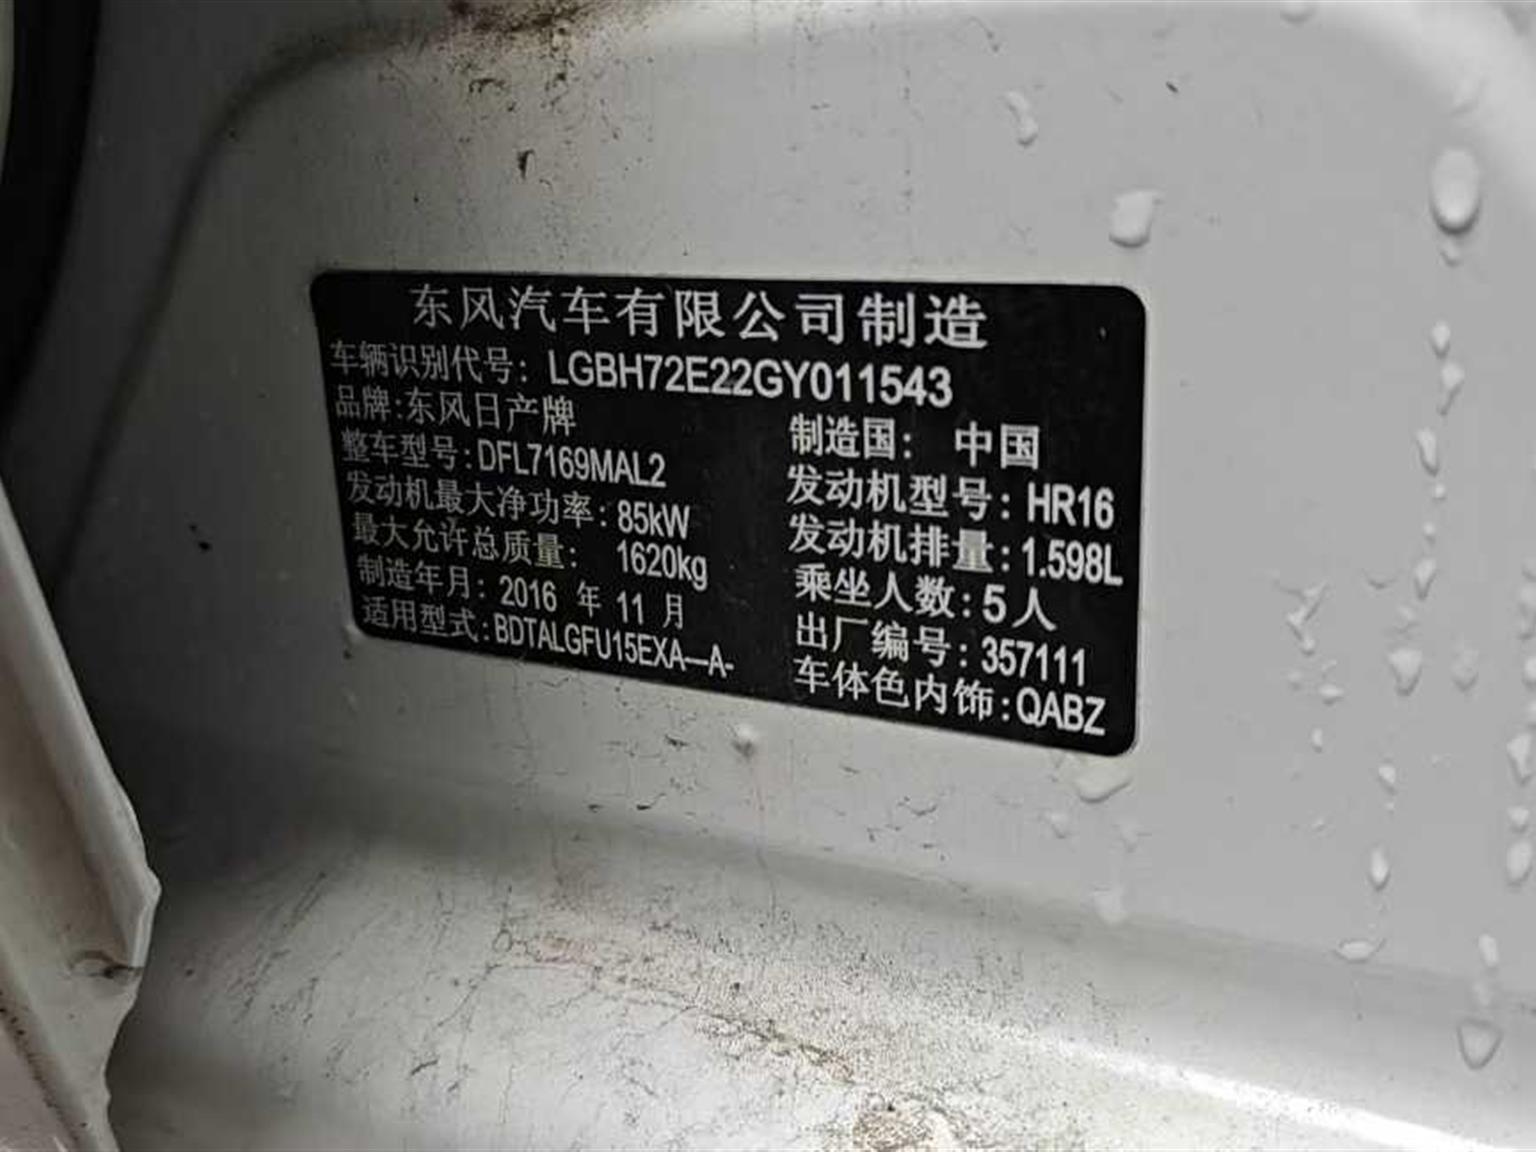 东风汽车有限公司制造
车辆识别代号: LGBH72E22GY011543
品牌:东风日产牌 制造国: 中国
整车型号:DFL7169MAL2 发动机型号: HR16
发动机最大净功率: 85kW 发动机排量:1.598L
最大允许总质量: 1620kg 乘坐人数:5人
制造年月: 2016 年 11 月 出厂编号: 357111
适用型式:BDTALGFU15EXA—A- 车体色内饰:QABZ